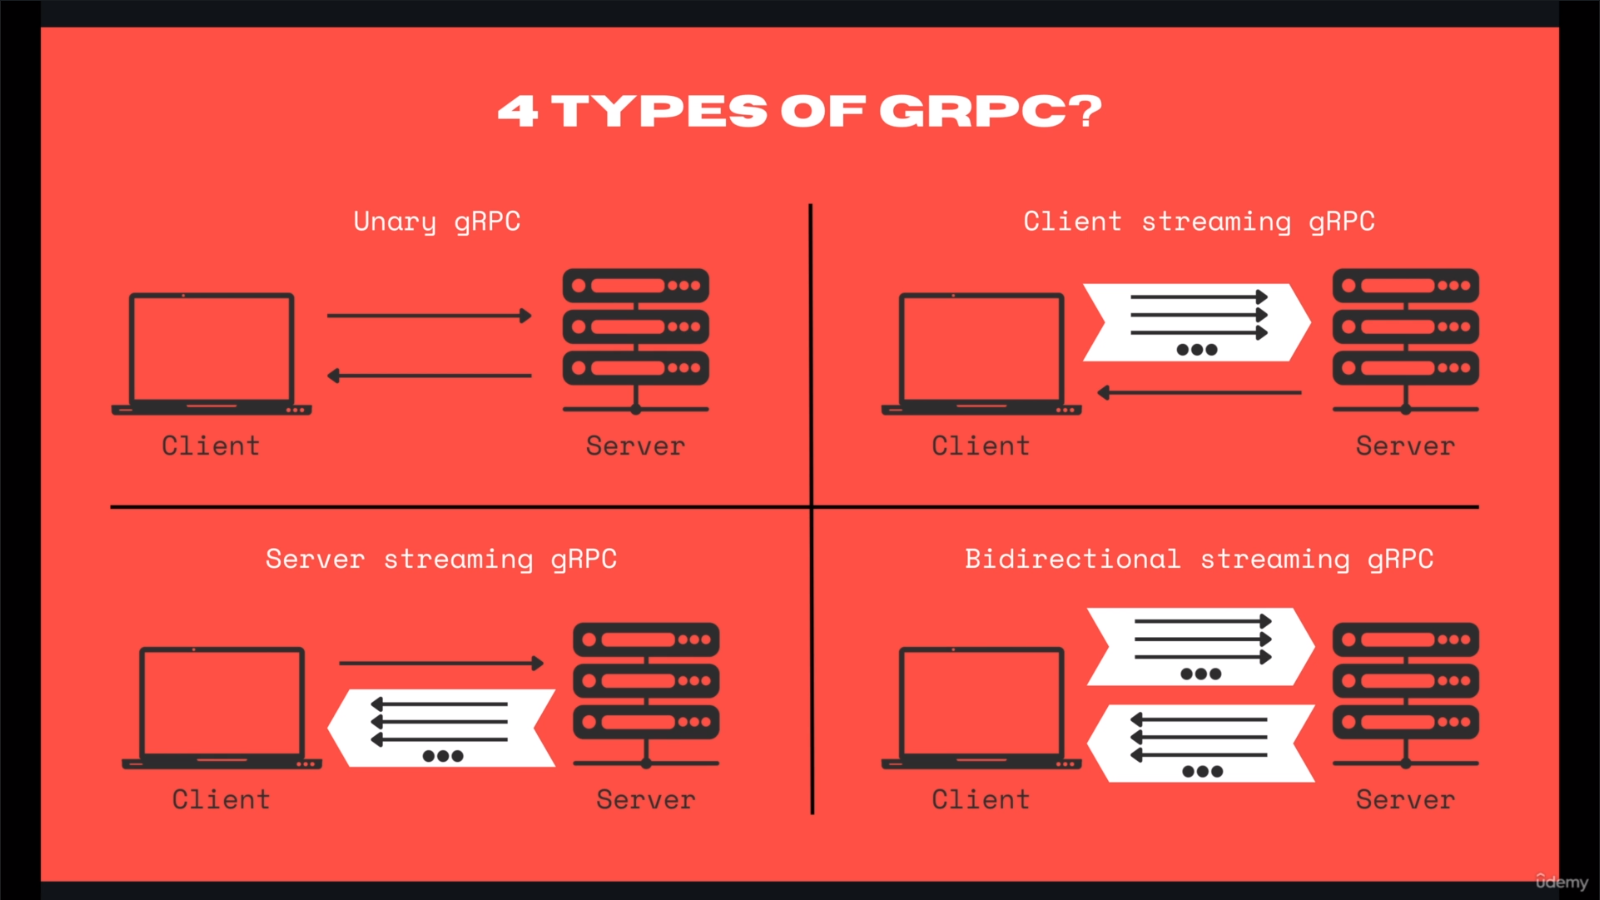 4 TYPES OF GRPC?
Unary gRPC
Client
Server
Client streaming gRPC
Client
Server
Server streaming gRPC
Client
Server
Bidirectional streaming gRPC
Client
Server
ûdemy